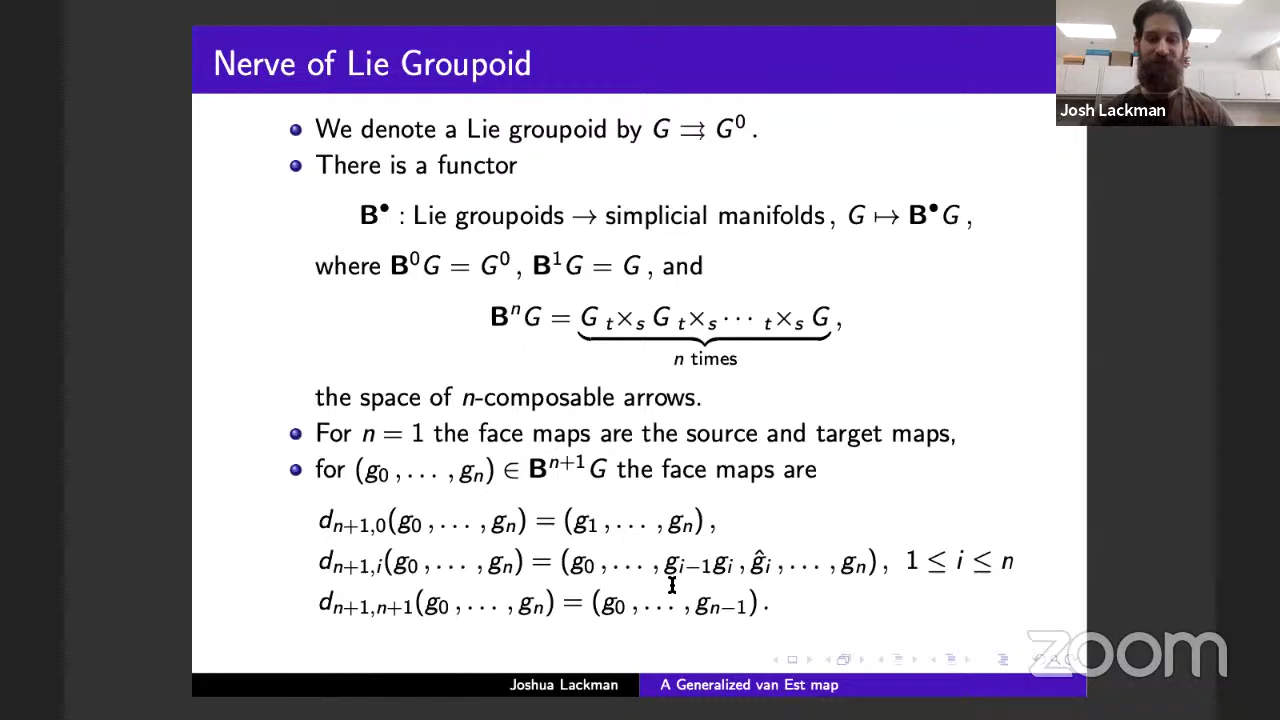 Nerve of Lie Groupoid
Josh Lackman
We denote a Lie groupoid by G ⇉ G⁰ .
There is a functor
B• : Lie groupoids → simplicial manifolds , G ↦ B•G ,
where B⁰G = G⁰ , B¹G = G , and
BⁿG = G ₜ×ₛ G ₜ×ₛ ⋯ ₜ×ₛ G ,
n times
the space of n-composable arrows.
For n = 1 the face maps are the source and target maps,
for (g₀ , … , gₙ) ∈ Bⁿ⁺¹G the face maps are
dₙ₊₁,₀(g₀ , … , gₙ) = (g₁ , … , gₙ) ,
dₙ₊₁,ᵢ(g₀ , … , gₙ) = (g₀ , … , gᵢ₋₁gᵢ , ĝᵢ , … , gₙ) , 1 ≤ i ≤ n
dₙ₊₁,ₙ₊₁(g₀ , … , gₙ) = (g₀ , … , gₙ₋₁) .
zoom
Joshua Lackman A Generalized van Est map